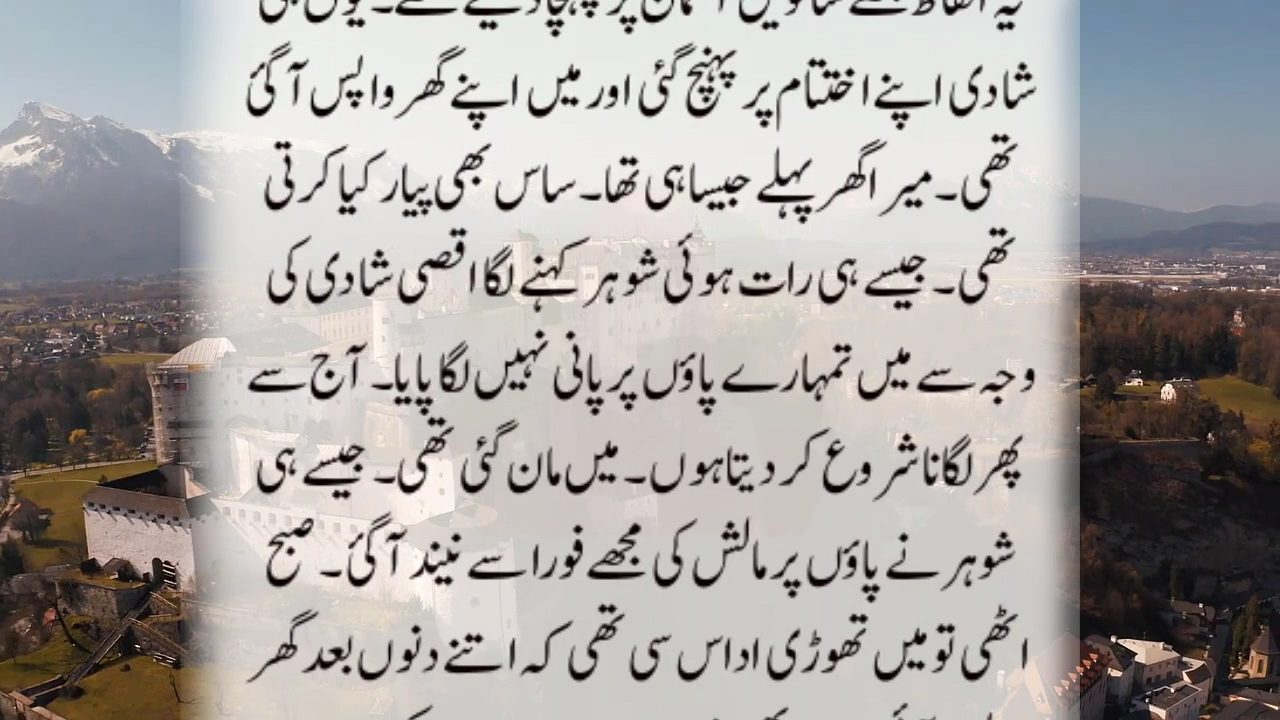 شادی اپنے اختتام پر پہنچ گئی اور میں اپنے گھر واپس آ گئی
تھی۔ میرا گھر پہلے جیسا ہی تھا۔ ساس بھی پیار کیا کرتی
تھی۔ جیسے ہی رات ہوئی شوہر کہنے لگا اقصی شادی کی
وجہ سے میں تمہارے پاؤں پر پانی نہیں لگا پایا۔ آج سے
پھر لگانا شروع کر دیتا ہوں۔ میں مان گئی تھی۔ جیسے ہی
شوہر نے پاؤں پر مالش کی مجھے فورا سے نیند آ گئی۔ صبح
اٹھی تو میں تھوڑی اداس سی تھی کہ اتنے دنوں بعد گھر